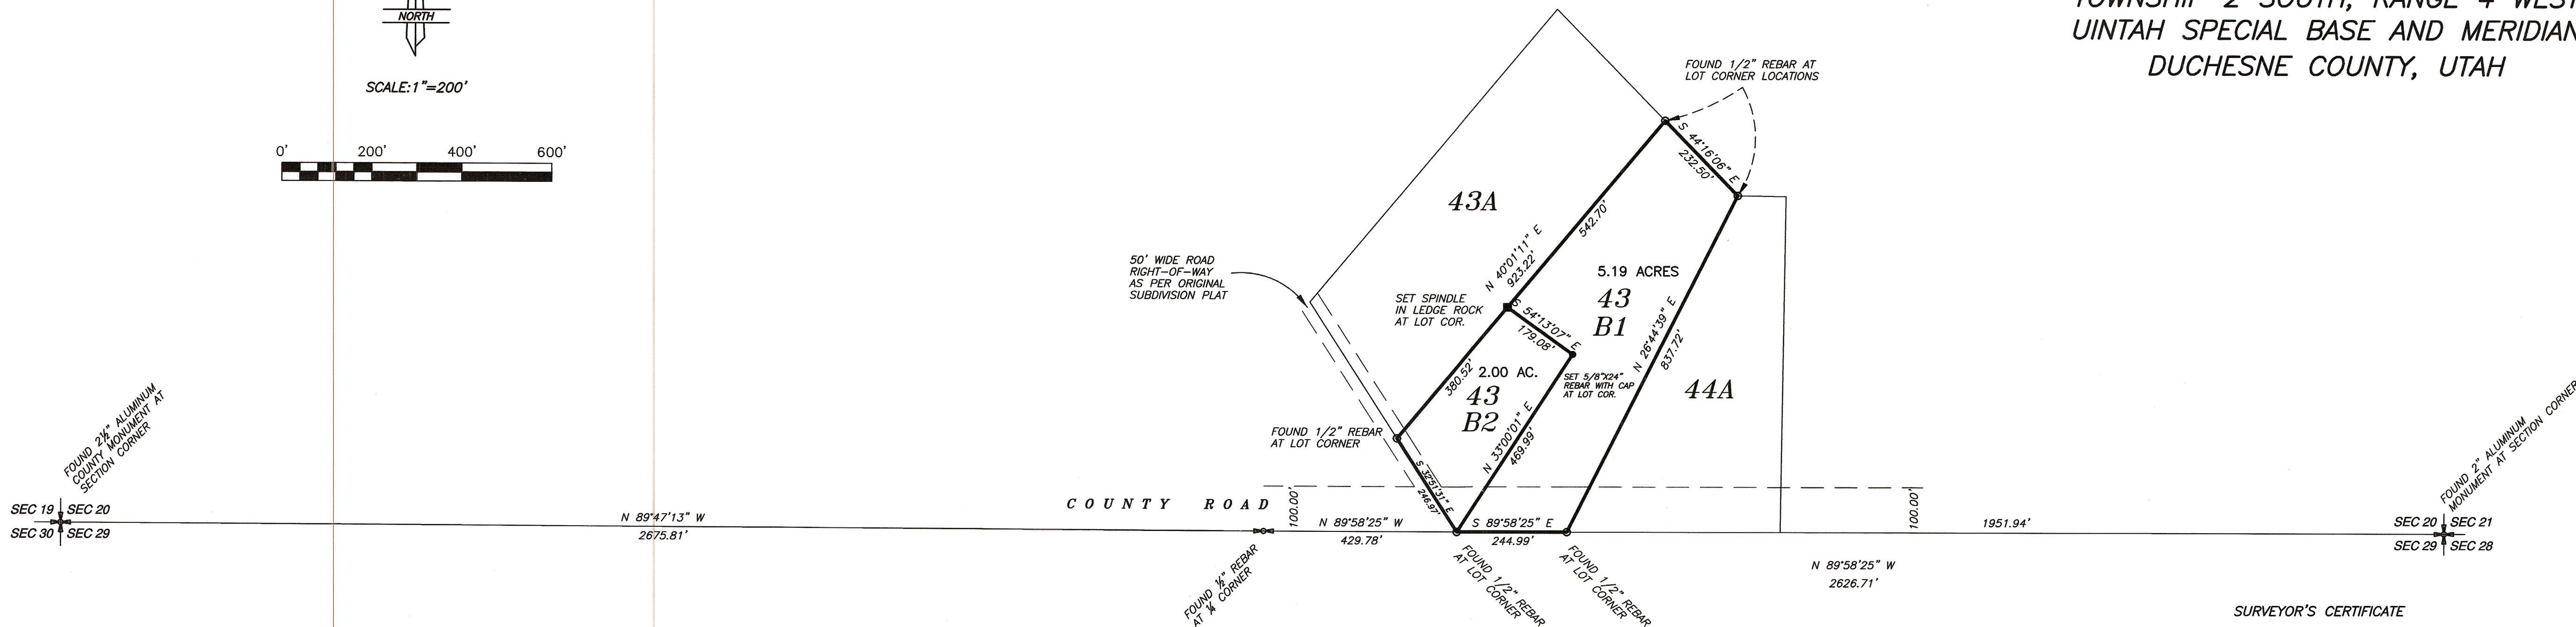 NORTH
SCALE:1"=200'
0' 200' 400' 600'
TOWNSHIP 2 SOUTH, RANGE 4 WEST
UINTAH SPECIAL BASE AND MERIDIAN
DUCHESNE COUNTY, UTAH
FOUND 1/2" REBAR AT
LOT CORNER LOCATIONS
S 44°16'06" E
232.50'
43A
542.70'
N 40°01'11" E
923.22'
5.19 ACRES
43
B1
50' WIDE ROAD
RIGHT-OF-WAY
AS PER ORIGINAL
SUBDIVISION PLAT
SET SPINDLE
IN LEDGE ROCK
AT LOT COR.
S 54°13'07" E
179.08'
N 26°44'39" E
837.72'
380.52'
2.00 AC.
43
B2
SET 5/8"X24"
REBAR WITH CAP
AT LOT COR.
44A
FOUND 1/2" REBAR
AT LOT CORNER
N 33°00'01" E
469.99'
S 32°51'31" E
246.97'
FOUND 2½" ALUMINUM
COUNTY MONUMENT AT
SECTION CORNER
FOUND 2" ALUMINUM
MONUMENT AT SECTION CORNER
SEC 19 SEC 20
SEC 30 SEC 29
N 89°47'13" W
2675.81'
COUNTY ROAD
100.00'
N 89°58'25" W
429.78'
S 89°58'25" E
244.99'
100.00'
1951.94'
SEC 20 SEC 21
SEC 29 SEC 28
FOUND ½" REBAR
AT ¼ CORNER
FOUND 1/2" REBAR
AT LOT CORNER
FOUND 1/2" REBAR
AT LOT CORNER
N 89°58'25" W
2626.71'
SURVEYOR'S CERTIFICATE